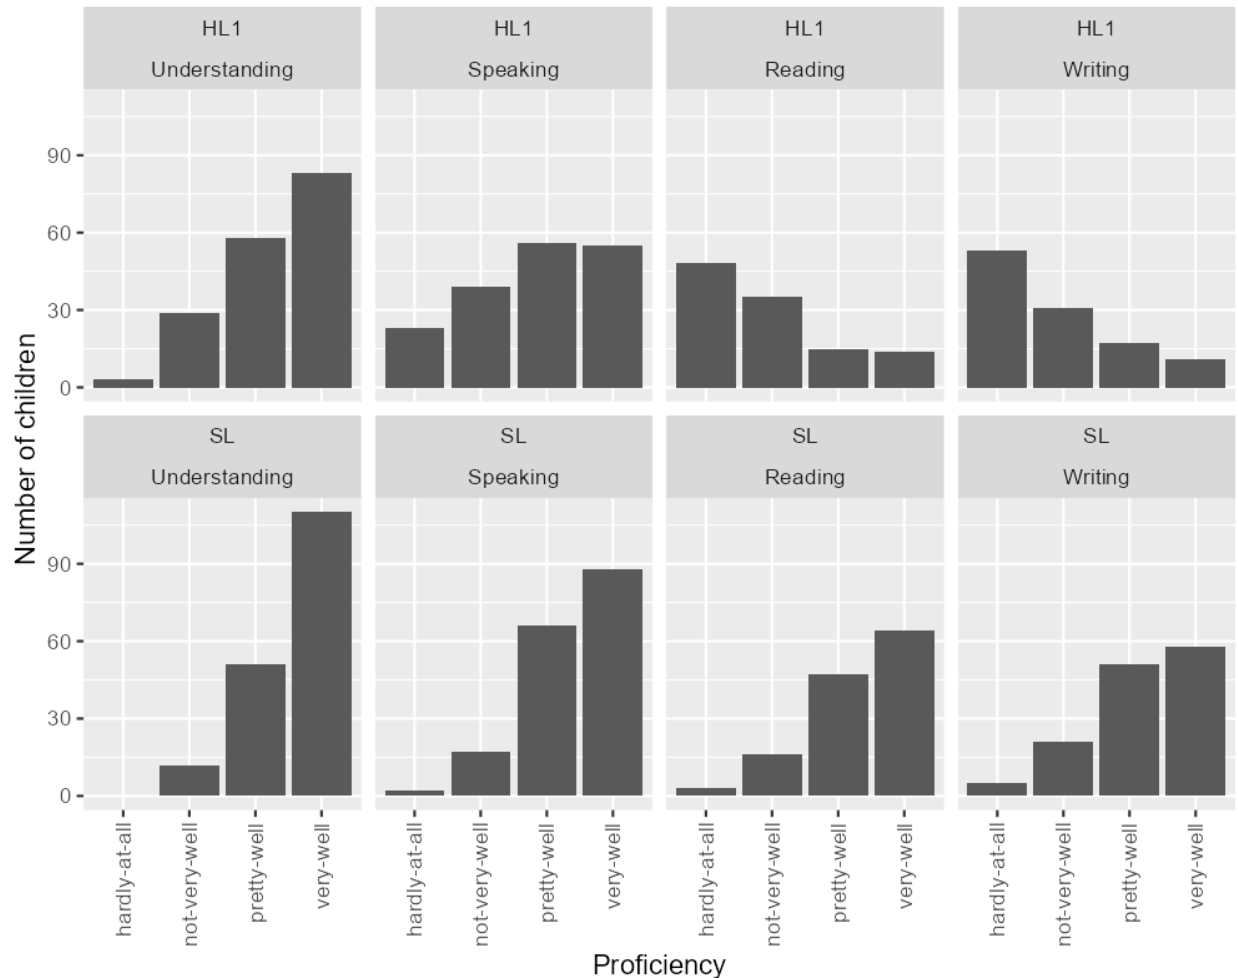 HL1
Understanding
HL1
Speaking
HL1
Reading
HL1
Writing
90
60
30
0
Number of children
SL
Understanding
SL
Speaking
SL
Reading
SL
Writing
90
60
30
0
hardly-at-all
not-very-well
pretty-well
very-well
hardly-at-all
not-very-well
pretty-well
very-well
hardly-at-all
not-very-well
pretty-well
very-well
hardly-at-all
not-very-well
pretty-well
very-well
Proficiency